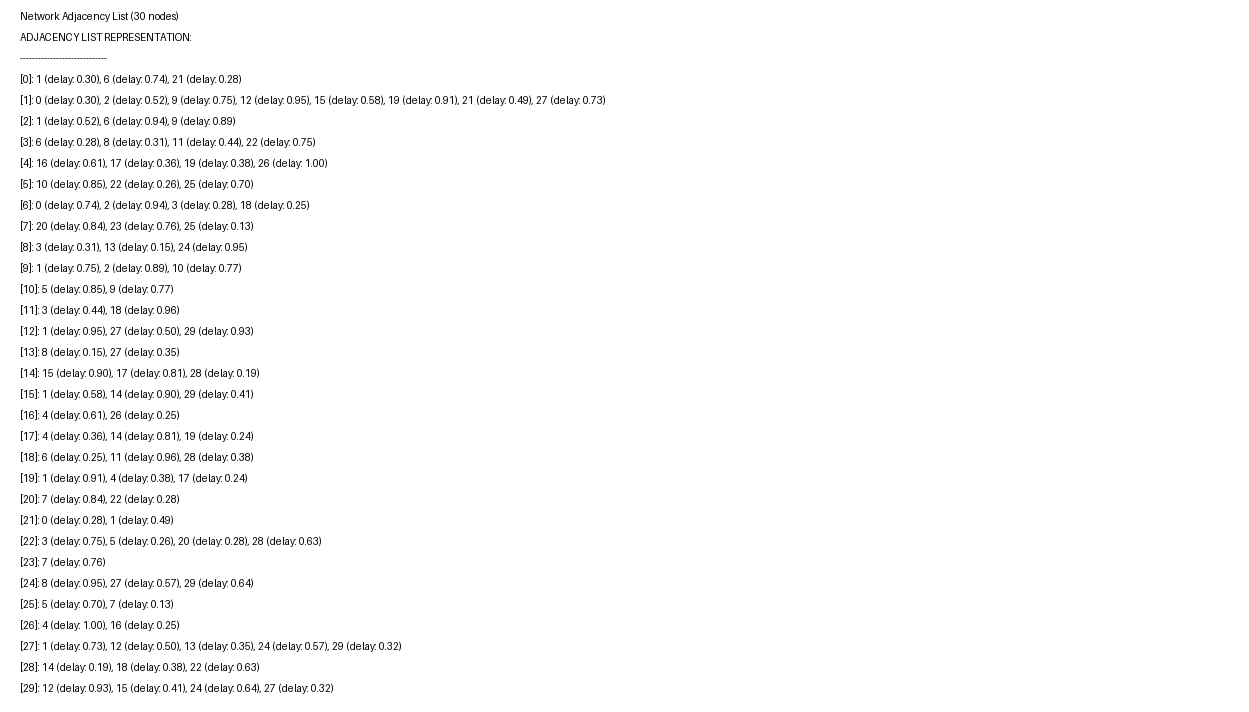 Network Adjacency List (30 nodes)
ADJACENCY LIST REPRESENTATION:
------------------------------
[0]: 1 (delay: 0.30), 6 (delay: 0.74), 21 (delay: 0.28)
[1]: 0 (delay: 0.30), 2 (delay: 0.52), 9 (delay: 0.75), 12 (delay: 0.95), 15 (delay: 0.58), 19 (delay: 0.91), 21 (delay: 0.49), 27 (delay: 0.73)
[2]: 1 (delay: 0.52), 6 (delay: 0.94), 9 (delay: 0.89)
[3]: 6 (delay: 0.28), 8 (delay: 0.31), 11 (delay: 0.44), 22 (delay: 0.75)
[4]: 16 (delay: 0.61), 17 (delay: 0.36), 19 (delay: 0.38), 26 (delay: 1.00)
[5]: 10 (delay: 0.85), 22 (delay: 0.26), 25 (delay: 0.70)
[6]: 0 (delay: 0.74), 2 (delay: 0.94), 3 (delay: 0.28), 18 (delay: 0.25)
[7]: 20 (delay: 0.84), 23 (delay: 0.76), 25 (delay: 0.13)
[8]: 3 (delay: 0.31), 13 (delay: 0.15), 24 (delay: 0.95)
[9]: 1 (delay: 0.75), 2 (delay: 0.89), 10 (delay: 0.77)
[10]: 5 (delay: 0.85), 9 (delay: 0.77)
[11]: 3 (delay: 0.44), 18 (delay: 0.96)
[12]: 1 (delay: 0.95), 27 (delay: 0.50), 29 (delay: 0.93)
[13]: 8 (delay: 0.15), 27 (delay: 0.35)
[14]: 15 (delay: 0.90), 17 (delay: 0.81), 28 (delay: 0.19)
[15]: 1 (delay: 0.58), 14 (delay: 0.90), 29 (delay: 0.41)
[16]: 4 (delay: 0.61), 26 (delay: 0.25)
[17]: 4 (delay: 0.36), 14 (delay: 0.81), 19 (delay: 0.24)
[18]: 6 (delay: 0.25), 11 (delay: 0.96), 28 (delay: 0.38)
[19]: 1 (delay: 0.91), 4 (delay: 0.38), 17 (delay: 0.24)
[20]: 7 (delay: 0.84), 22 (delay: 0.28)
[21]: 0 (delay: 0.28), 1 (delay: 0.49)
[22]: 3 (delay: 0.75), 5 (delay: 0.26), 20 (delay: 0.28), 28 (delay: 0.63)
[23]: 7 (delay: 0.76)
[24]: 8 (delay: 0.95), 27 (delay: 0.57), 29 (delay: 0.64)
[25]: 5 (delay: 0.70), 7 (delay: 0.13)
[26]: 4 (delay: 1.00), 16 (delay: 0.25)
[27]: 1 (delay: 0.73), 12 (delay: 0.50), 13 (delay: 0.35), 24 (delay: 0.57), 29 (delay: 0.32)
[28]: 14 (delay: 0.19), 18 (delay: 0.38), 22 (delay: 0.63)
[29]: 12 (delay: 0.93), 15 (delay: 0.41), 24 (delay: 0.64), 27 (delay: 0.32)